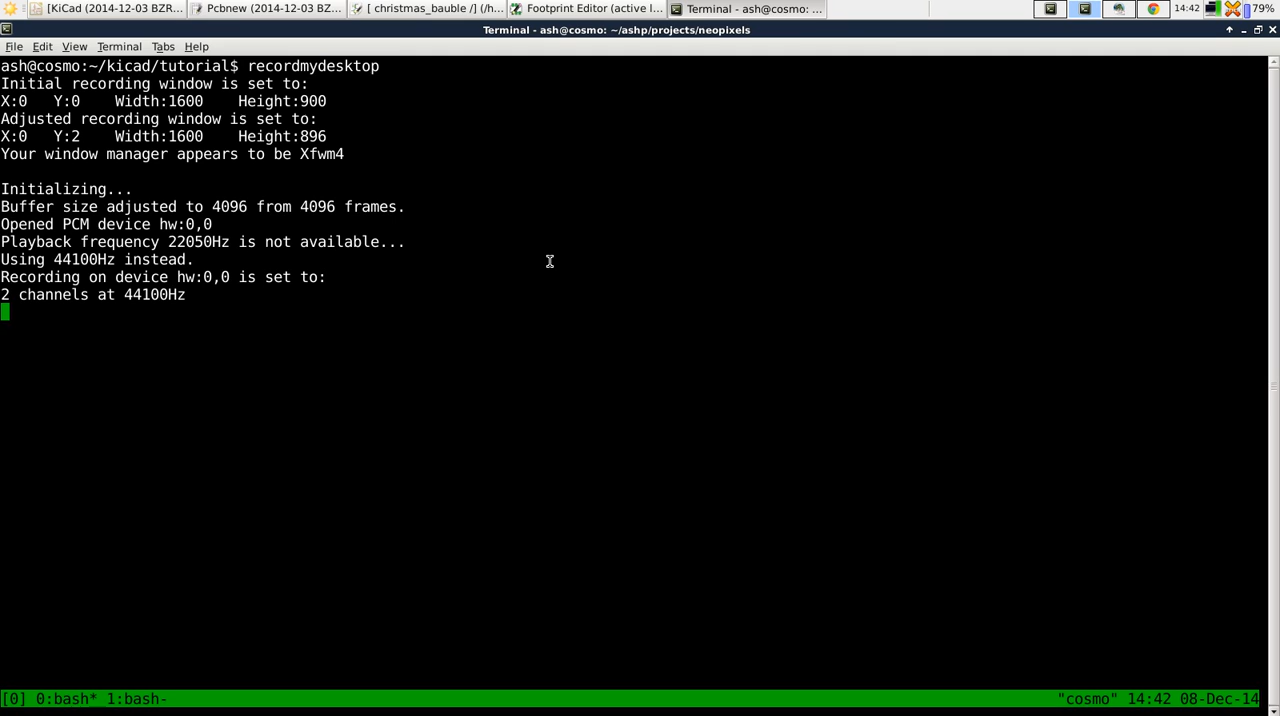 [KiCad (2014-12-03 BZR... Pcbnew (2014-12-03 BZ... [ christmas_bauble /] (/h... Footprint Editor (active l... Terminal - ash@cosmo: ... 14:42 79%
Terminal - ash@cosmo: ~/ashp/projects/neopixels
File Edit View Terminal Tabs Help
ash@cosmo:~/kicad/tutorial$ recordmydesktop
Initial recording window is set to:
X:0 Y:0 Width:1600 Height:900
Adjusted recording window is set to:
X:0 Y:2 Width:1600 Height:896
Your window manager appears to be Xfwm4
Initializing...
Buffer size adjusted to 4096 from 4096 frames.
Opened PCM device hw:0,0
Playback frequency 22050Hz is not available...
Using 44100Hz instead.
Recording on device hw:0,0 is set to:
2 channels at 44100Hz
[0] 0:bash* 1:bash- "cosmo" 14:42 08-Dec-14